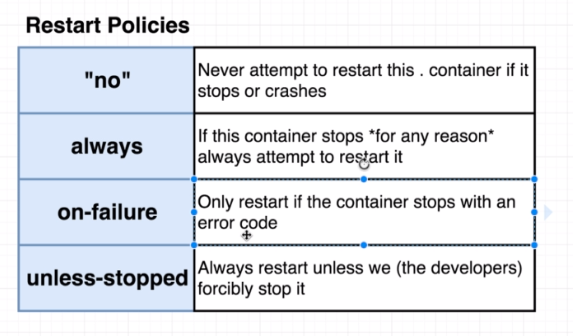 Restart Policies
"no"
Never attempt to restart this . container if it
stops or crashes
always
If this container stops *for any reason*
always attempt to restart it
on-failure
Only restart if the container stops with an
error code
unless-stopped
Always restart unless we (the developers)
forcibly stop it